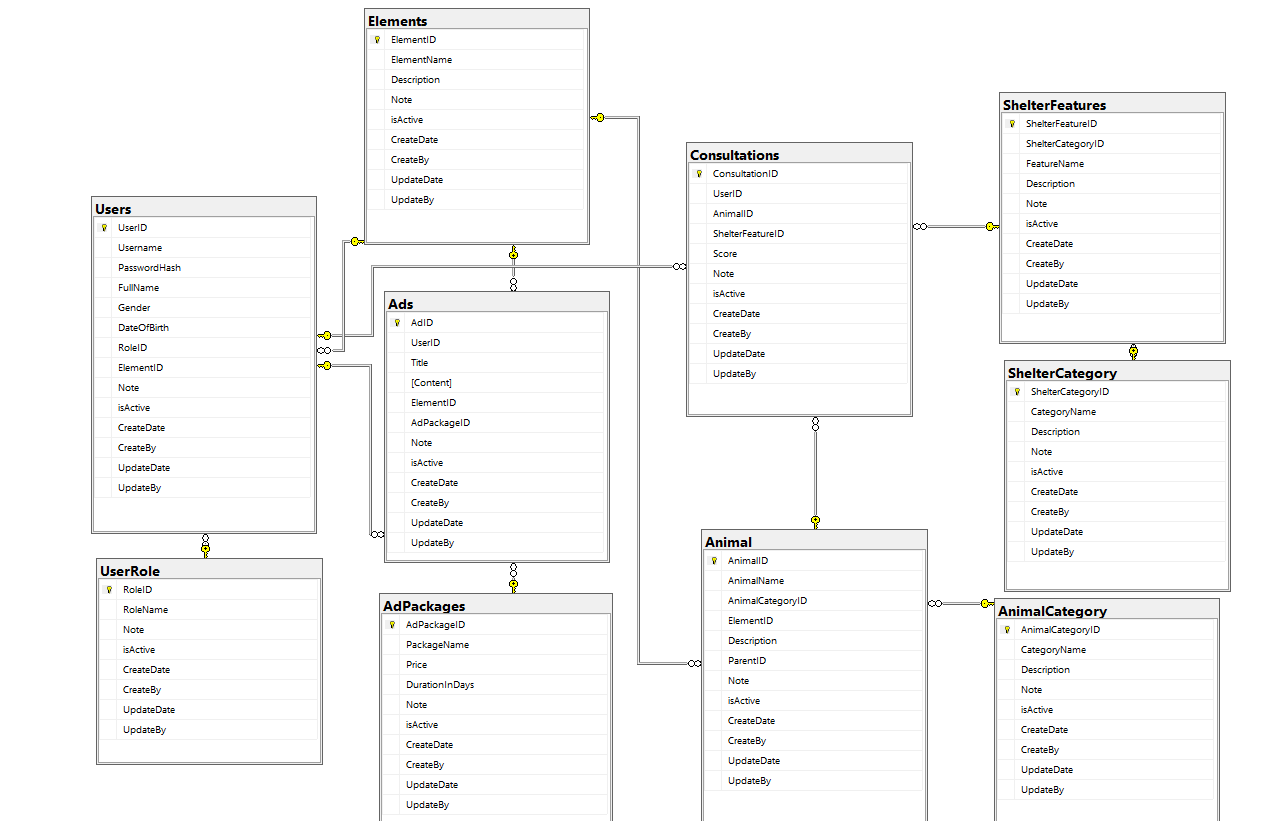 Elements
ElementID
ElementName
Description
Note
isActive
CreateDate
CreateBy
UpdateDate
UpdateBy
Users
UserID
Username
PasswordHash
FullName
Gender
DateOfBirth
RoleID
ElementID
Note
isActive
CreateDate
CreateBy
UpdateDate
UpdateBy
UserRole
RoleID
RoleName
Note
isActive
CreateDate
CreateBy
UpdateDate
UpdateBy
Ads
AdID
UserID
Title
[Content]
ElementID
AdPackageID
Note
isActive
CreateDate
CreateBy
UpdateDate
UpdateBy
AdPackages
AdPackageID
PackageName
Price
DurationInDays
Note
isActive
CreateDate
CreateBy
UpdateDate
UpdateBy
Consultations
ConsultationID
UserID
AnimalID
ShelterFeatureID
Score
Note
isActive
CreateDate
CreateBy
UpdateDate
UpdateBy
Animal
AnimalID
AnimalName
AnimalCategoryID
ElementID
Description
ParentID
Note
isActive
CreateDate
CreateBy
UpdateDate
UpdateBy
ShelterFeatures
ShelterFeatureID
ShelterCategoryID
FeatureName
Description
Note
isActive
CreateDate
CreateBy
UpdateDate
UpdateBy
ShelterCategory
ShelterCategoryID
CategoryName
Description
Note
isActive
CreateDate
CreateBy
UpdateDate
UpdateBy
AnimalCategory
AnimalCategoryID
CategoryName
Description
Note
isActive
CreateDate
CreateBy
UpdateDate
UpdateBy